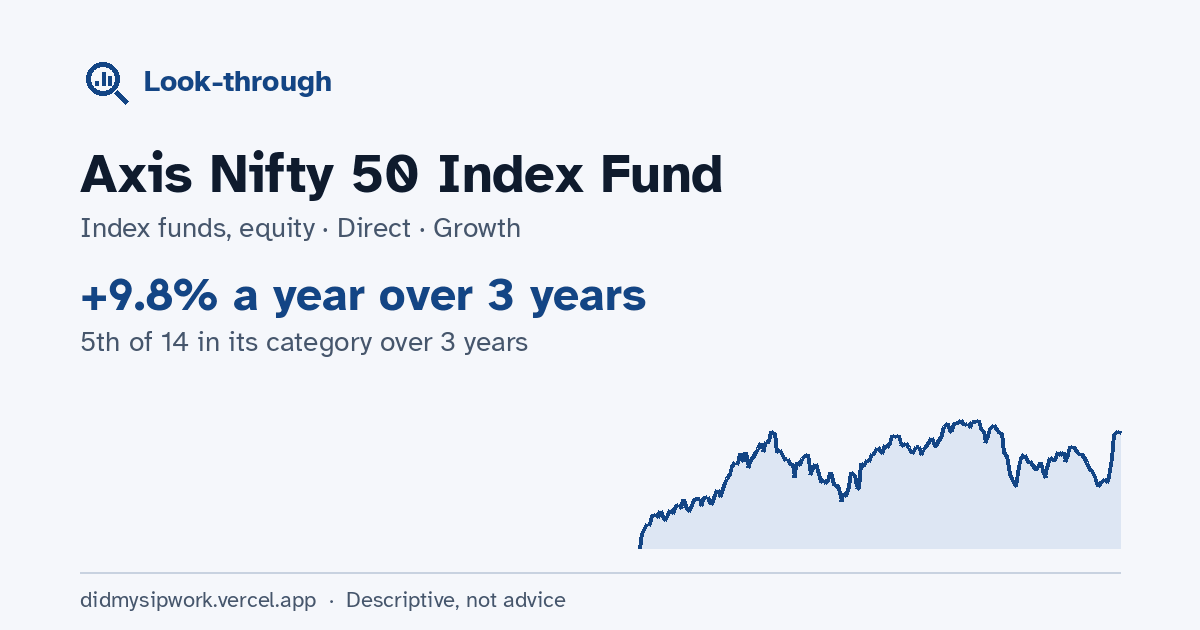 Look-through
Axis Nifty 50 Index Fund
Index funds, equity · Direct · Growth
+9.8% a year over 3 years
5th of 14 in its category over 3 years
didmysipwork.vercel.app · Descriptive, not advice